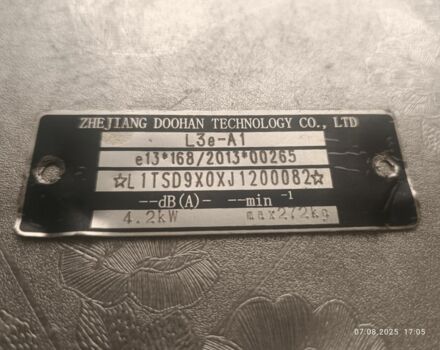 ZHEJIANG DOOHAN TECHNOLOGY CO., LTD
L3e-A1
e13*168/2013*00265
☆L1TSD9X0XJ1200082☆
--dB(A)- --min -1
4.2kW max272kg
07.08.2025 17:05